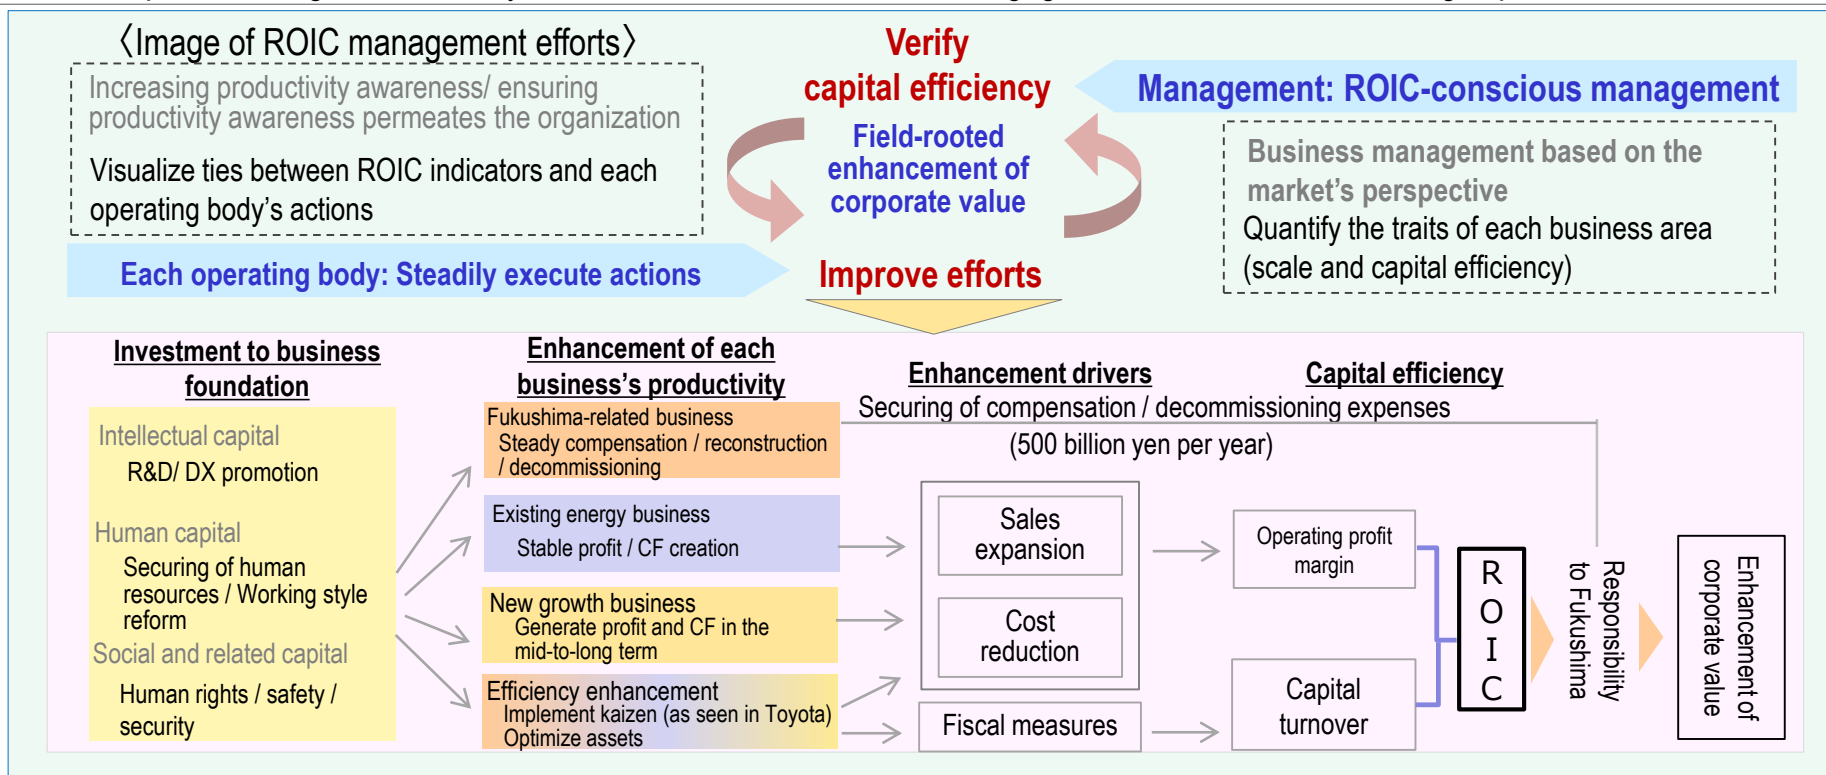 〈Image of ROIC management efforts〉
Increasing productivity awareness/ ensuring
productivity awareness permeates the organization
Visualize ties between ROIC indicators and each
operating body's actions
Each operating body: Steadily execute actions
Verify
capital efficiency
Field-rooted
enhancement of
corporate value
Improve efforts
Management: ROIC-conscious management
Business management based on the
market's perspective
Quantify the traits of each business area
(scale and capital efficiency)
Investment to business
foundation
Intellectual capital
R&D/ DX promotion
Human capital
Securing of human
resources / Working style
reform
Social and related capital
Human rights / safety /
security
Enhancement of each
business's productivity
Fukushima-related business
Steady compensation / reconstruction
/ decommissioning
Existing energy business
Stable profit / CF creation
New growth business
Generate profit and CF in the
mid-to-long term
Efficiency enhancement
Implement kaizen (as seen in Toyota)
Optimize assets
Enhancement drivers
Capital efficiency
Securing of compensation / decommissioning expenses
(500 billion yen per year)
Sales
expansion
Cost
reduction
Fiscal measures
Operating profit
margin
Capital
turnover
ROIC
Responsibility
to Fukushima
Enhancement of
corporate value